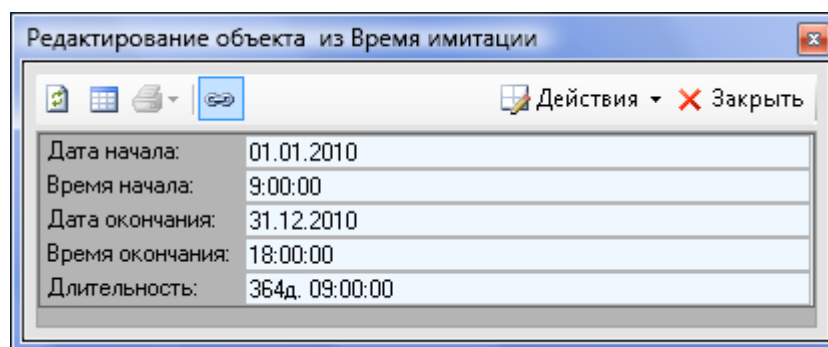 Редактирование объекта из Время имитации
Действия Закрыть
Дата начала: 01.01.2010
Время начала: 9:00:00
Дата окончания: 31.12.2010
Время окончания: 18:00:00
Длительность: 364д. 09:00:00